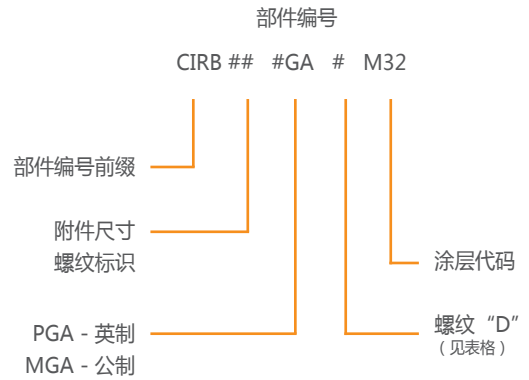 部件编号
CIRB ## #GA # M32
部件编号前缀
附件尺寸
螺纹标识
涂层代码
PGA - 英制
MGA - 公制
螺纹“D”
（见表格）